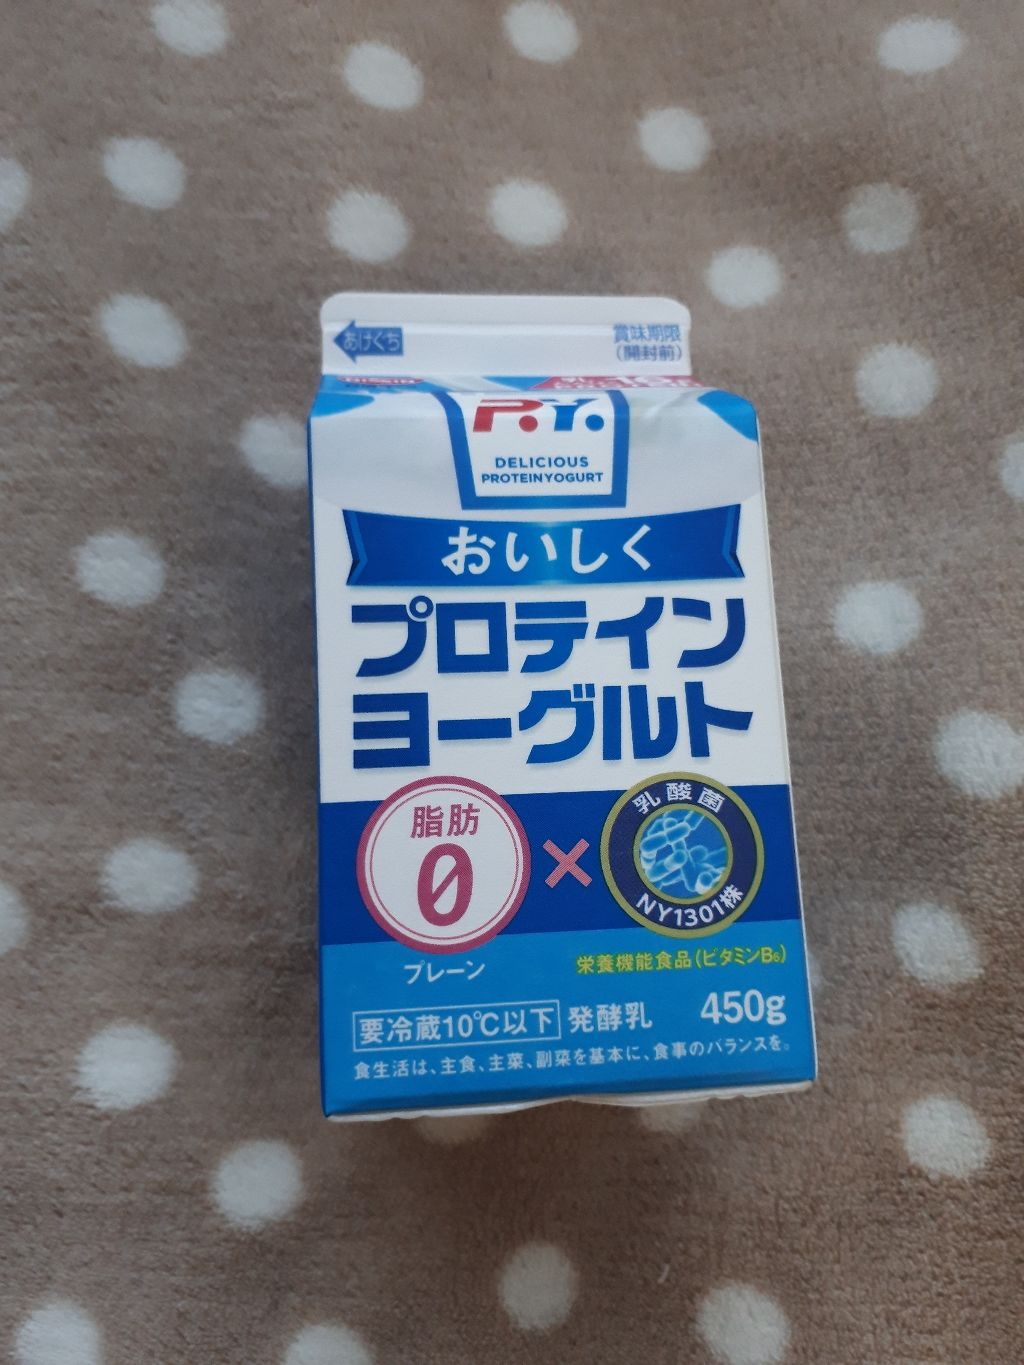 あけくち
賞味期限
(開封前)
P.Y.
DELICIOUS
PROTEINYOGURT
おいしく
プロテイン
ヨーグルト
脂肪
0
×
乳酸菌
NY1301株
プレーン
栄養機能食品(ビタミンB6)
要冷蔵10℃以下 発酵乳 450g
食生活は、主食、主菜、副菜を基本に、食事のバランスを。